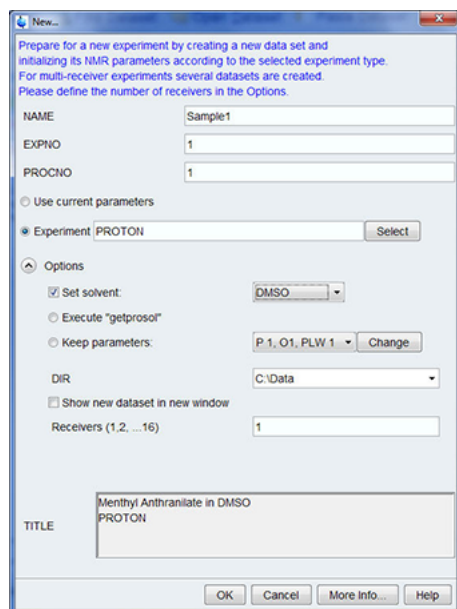 New...
Prepare for a new experiment by creating a new data set and
initializing its NMR parameters according to the selected experiment type.
For multi-receiver experiments several datasets are created.
Please define the number of receivers in the Options.
NAME Sample1
EXPNO 1
PROCNO 1
Use current parameters
Experiment PROTON Select
Options
Set solvent: DMSO
Execute "getprosol"
Keep parameters: P 1, O1, PLW 1 Change
DIR C:\Data
Show new dataset in new window
Receivers (1,2, ...16) 1
TITLE
Menthyl Anthranilate in DMSO
PROTON
OK Cancel More Info... Help